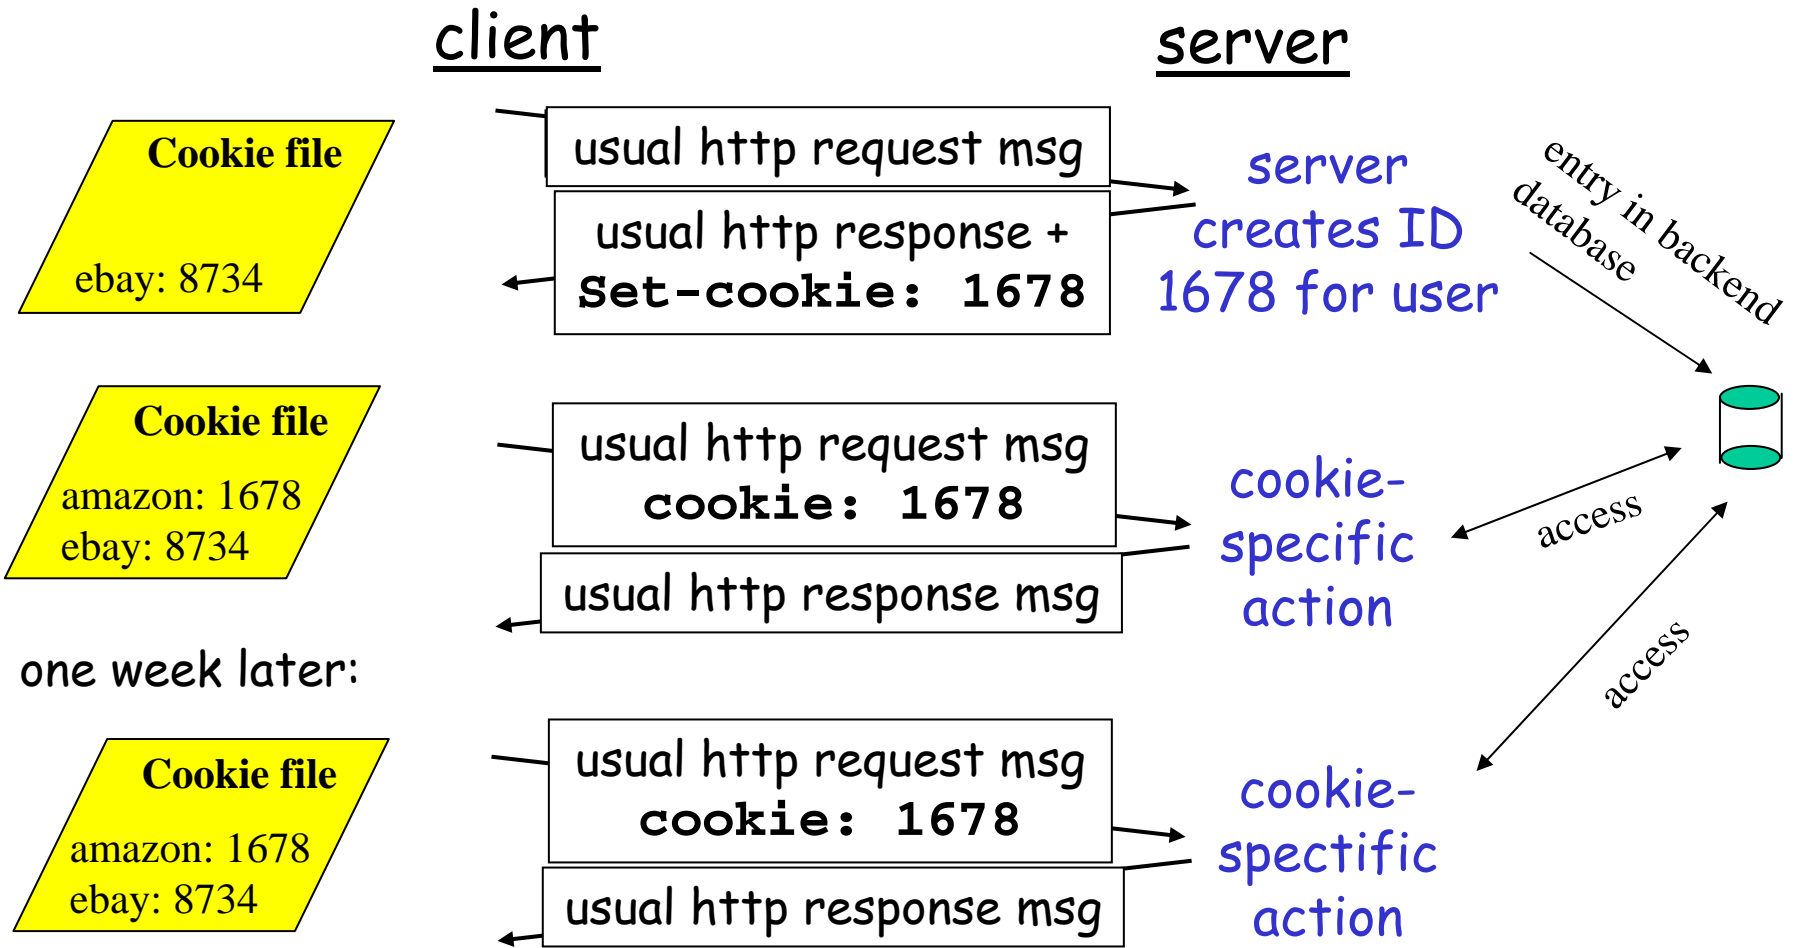 client
server
Cookie file
ebay: 8734
usual http request msg
usual http response +
Set-cookie: 1678
server
creates ID
1678 for user
entry in backend
database
Cookie file
amazon: 1678
ebay: 8734
usual http request msg
cookie: 1678
usual http response msg
cookie-
specific
action
access
access
one week later:
Cookie file
amazon: 1678
ebay: 8734
usual http request msg
cookie: 1678
usual http response msg
cookie-
spectific
action